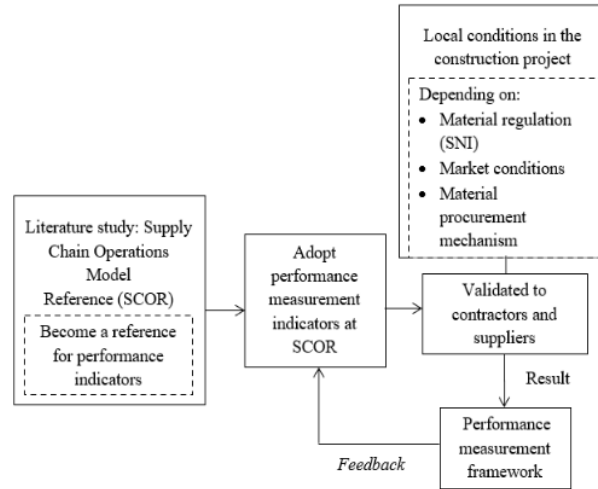 Local conditions in the
construction project
Depending on:
• Material regulation
(SNI)
• Market conditions
• Material
procurement
mechanism
Literature study: Supply
Chain Operations
Model
Reference (SCOR)
Become a reference
for performance
indicators
Adopt
performance
measurement
indicators at
SCOR
Validated to
contractors and
suppliers
Result
Performance
measurement
framework
Feedback